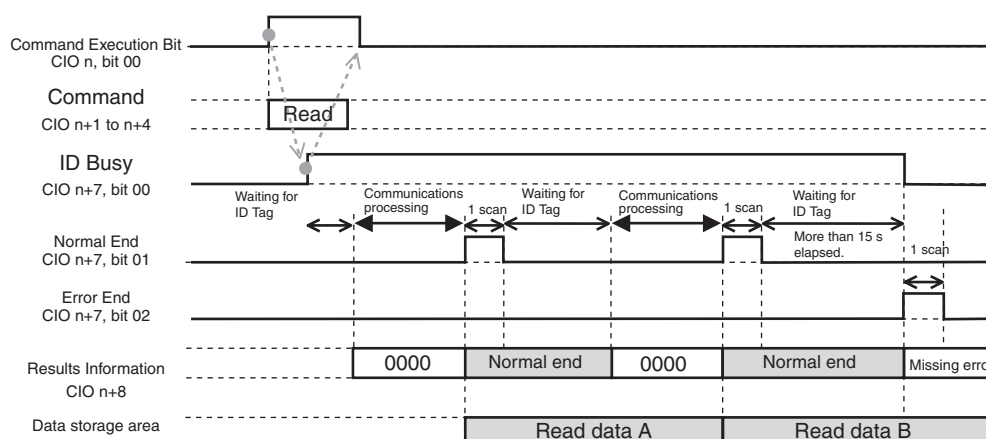 Command Execution Bit
CIO n, bit 00
Command
CIO n+1 to n+4
Read
ID Busy
CIO n+7, bit 00
Waiting for
ID Tag
Communications
processing
1 scan
Waiting for
ID Tag
Communications
processing
1 scan
Waiting for
ID Tag
More than 15 s
elapsed.
1 scan
Normal End
CIO n+7, bit 01
Error End
CIO n+7, bit 02
Results Information
CIO n+8
0000
Normal end
0000
Normal end
Missing error
Data storage area
Read data A
Read data B